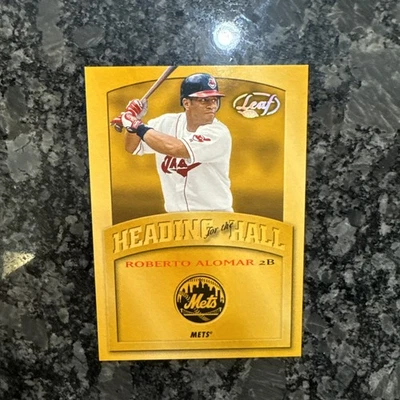 Leaf
HEADING for the HALL
ROBERTO ALOMAR 2B
Mets
METS